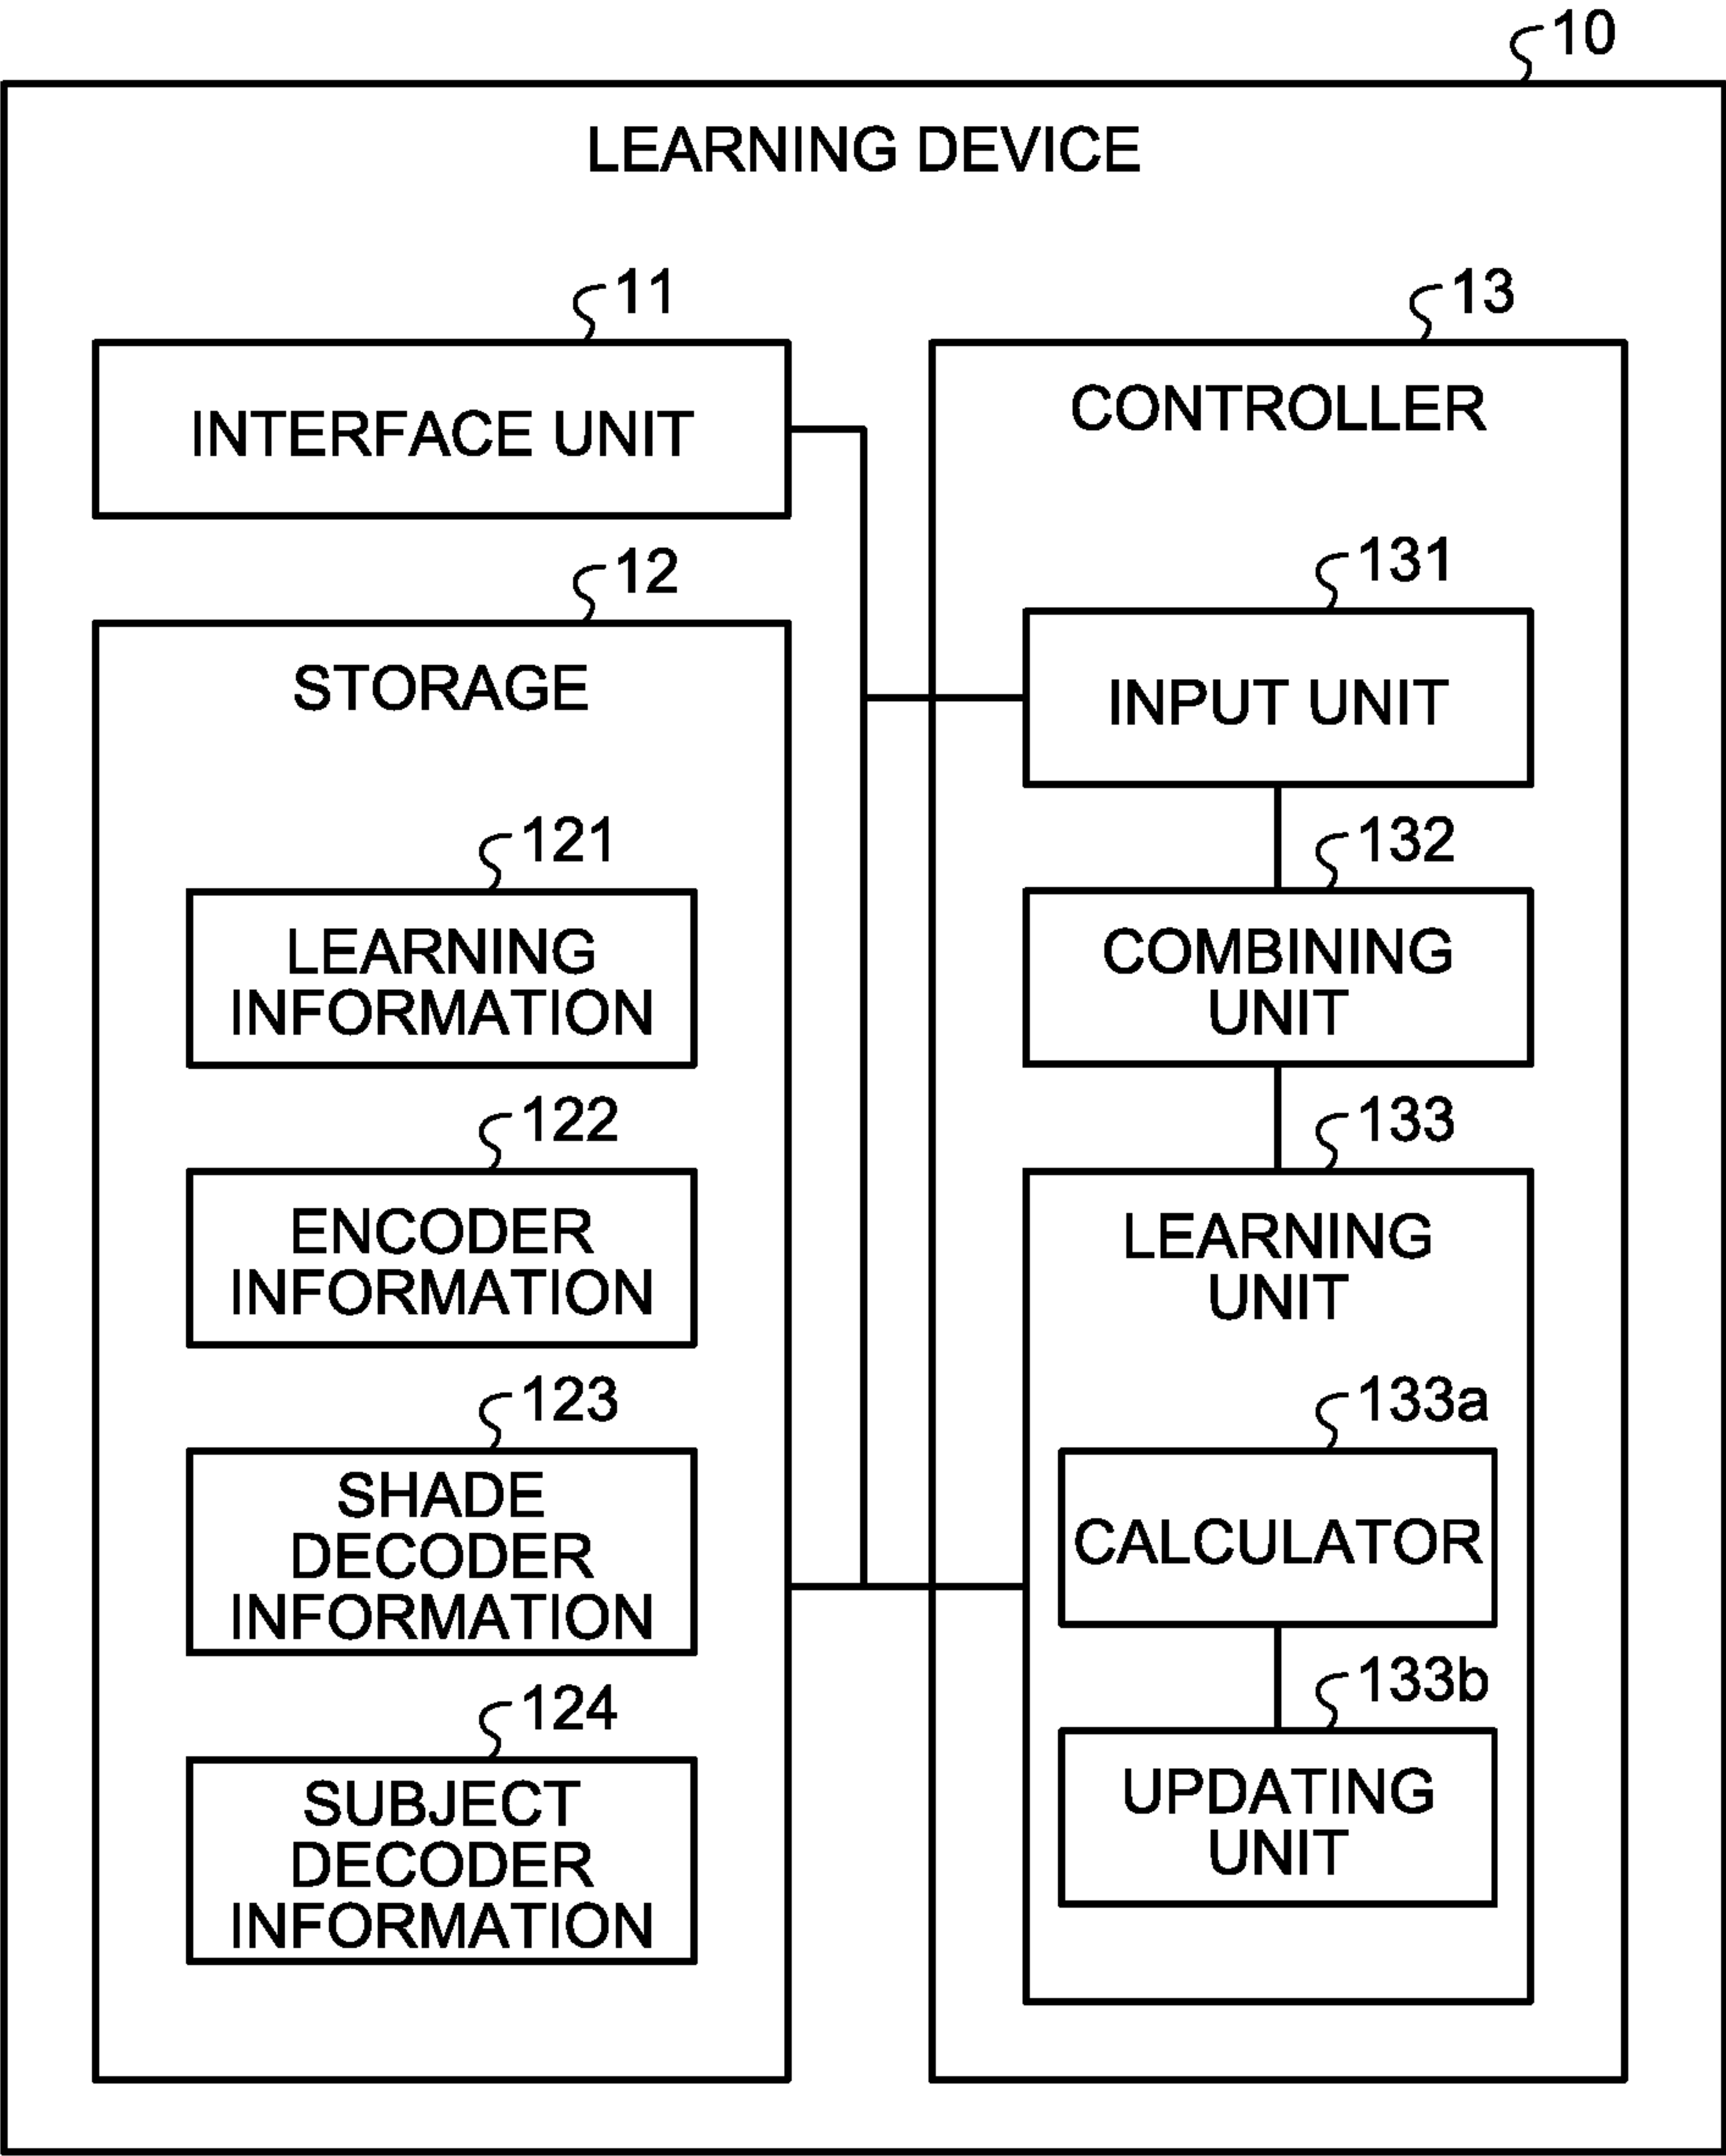 10
LEARNING DEVICE
11
INTERFACE UNIT
12
STORAGE
121
LEARNING
INFORMATION
122
ENCODER
INFORMATION
123
SHADE
DECODER
INFORMATION
124
SUBJECT
DECODER
INFORMATION
13
CONTROLLER
131
INPUT UNIT
132
COMBINING
UNIT
133
LEARNING
UNIT
133a
CALCULATOR
133b
UPDATING
UNIT